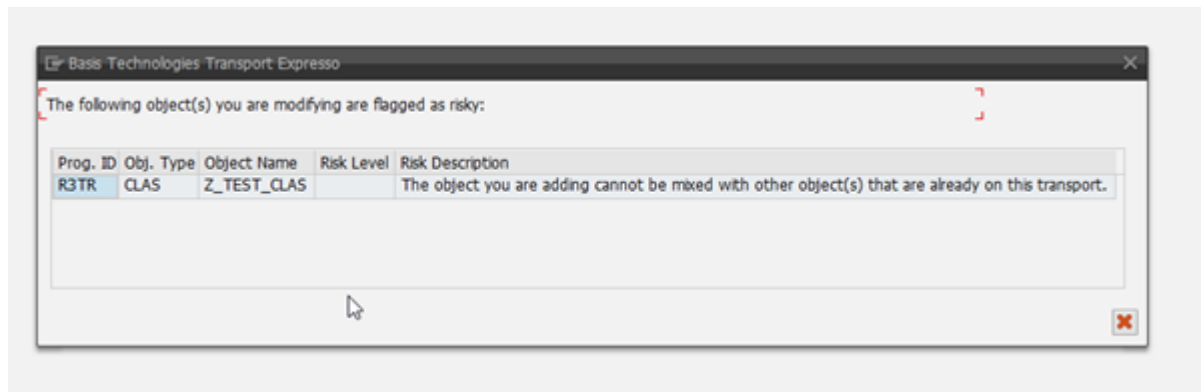 Basis Technologies Transport Expresso
The following object(s) you are modifying are flagged as risky:
Prog. ID Obj. Type Object Name Risk Level Risk Description
R3TR CLAS Z_TEST_CLAS The object you are adding cannot be mixed with other object(s) that are already on this transport.